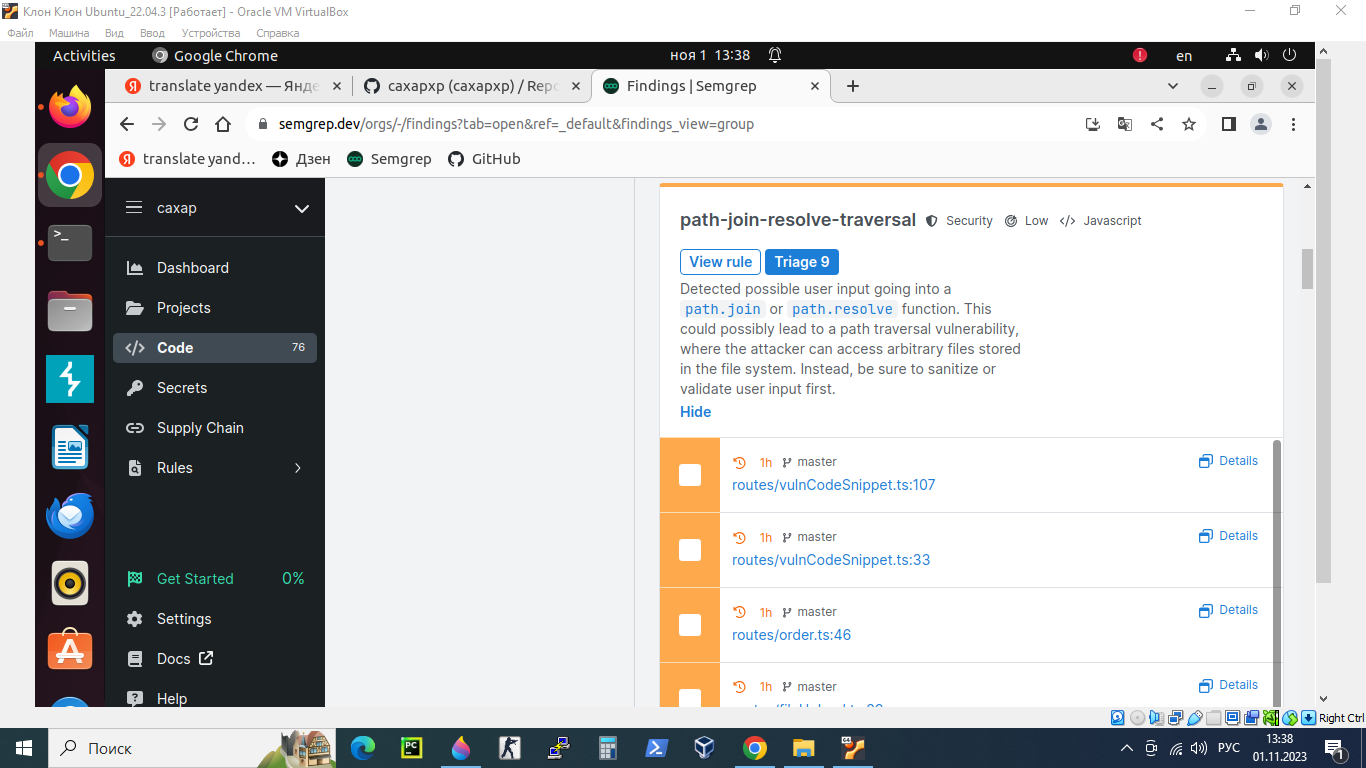 Клон Клон Ubuntu_22.04.3 [Работает] - Oracle VM VirtualBox
Файл Машина Вид Ввод Устройства Справка
Activities Google Chrome ноя 1 13:38 en
translate yandex — Янде сахархр (сахархр) / Repo Findings | Semgrep
semgrep.dev/orgs/-/findings?tab=open&ref=_default&findings_view=group
translate yand… Дзен Semgrep GitHub
сахар
Dashboard
Projects
Code 76
Secrets
Supply Chain
Rules
Get Started 0%
Settings
Docs
Help
path-join-resolve-traversal Security Low Javascript
View rule Triage 9
Detected possible user input going into a
path.join or path.resolve function. This
could possibly lead to a path traversal vulnerability,
where the attacker can access arbitrary files stored
in the file system. Instead, be sure to sanitize or
validate user input first.
Hide
1h master Details
routes/vulnCodeSnippet.ts:107
1h master Details
routes/vulnCodeSnippet.ts:33
1h master Details
routes/order.ts:46
1h master Details
Right Ctrl
Поиск
РУС
13:38
01.11.2023
1